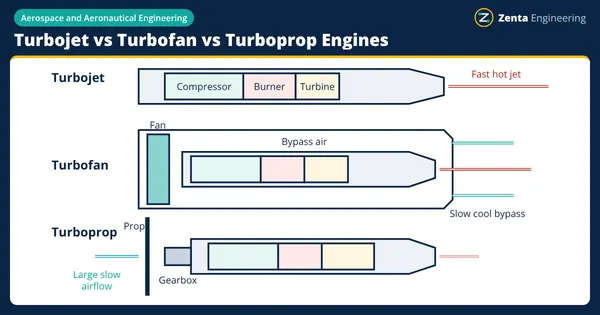 Aerospace and Aeronautical Engineering
Zenta Engineering
Turbojet vs Turbofan vs Turboprop Engines
Turbojet
Compressor
Burner
Turbine
Fast hot jet
Fan
Bypass air
Turbofan
Slow cool bypass
Prop
Turboprop
Large slow
airflow
Gearbox